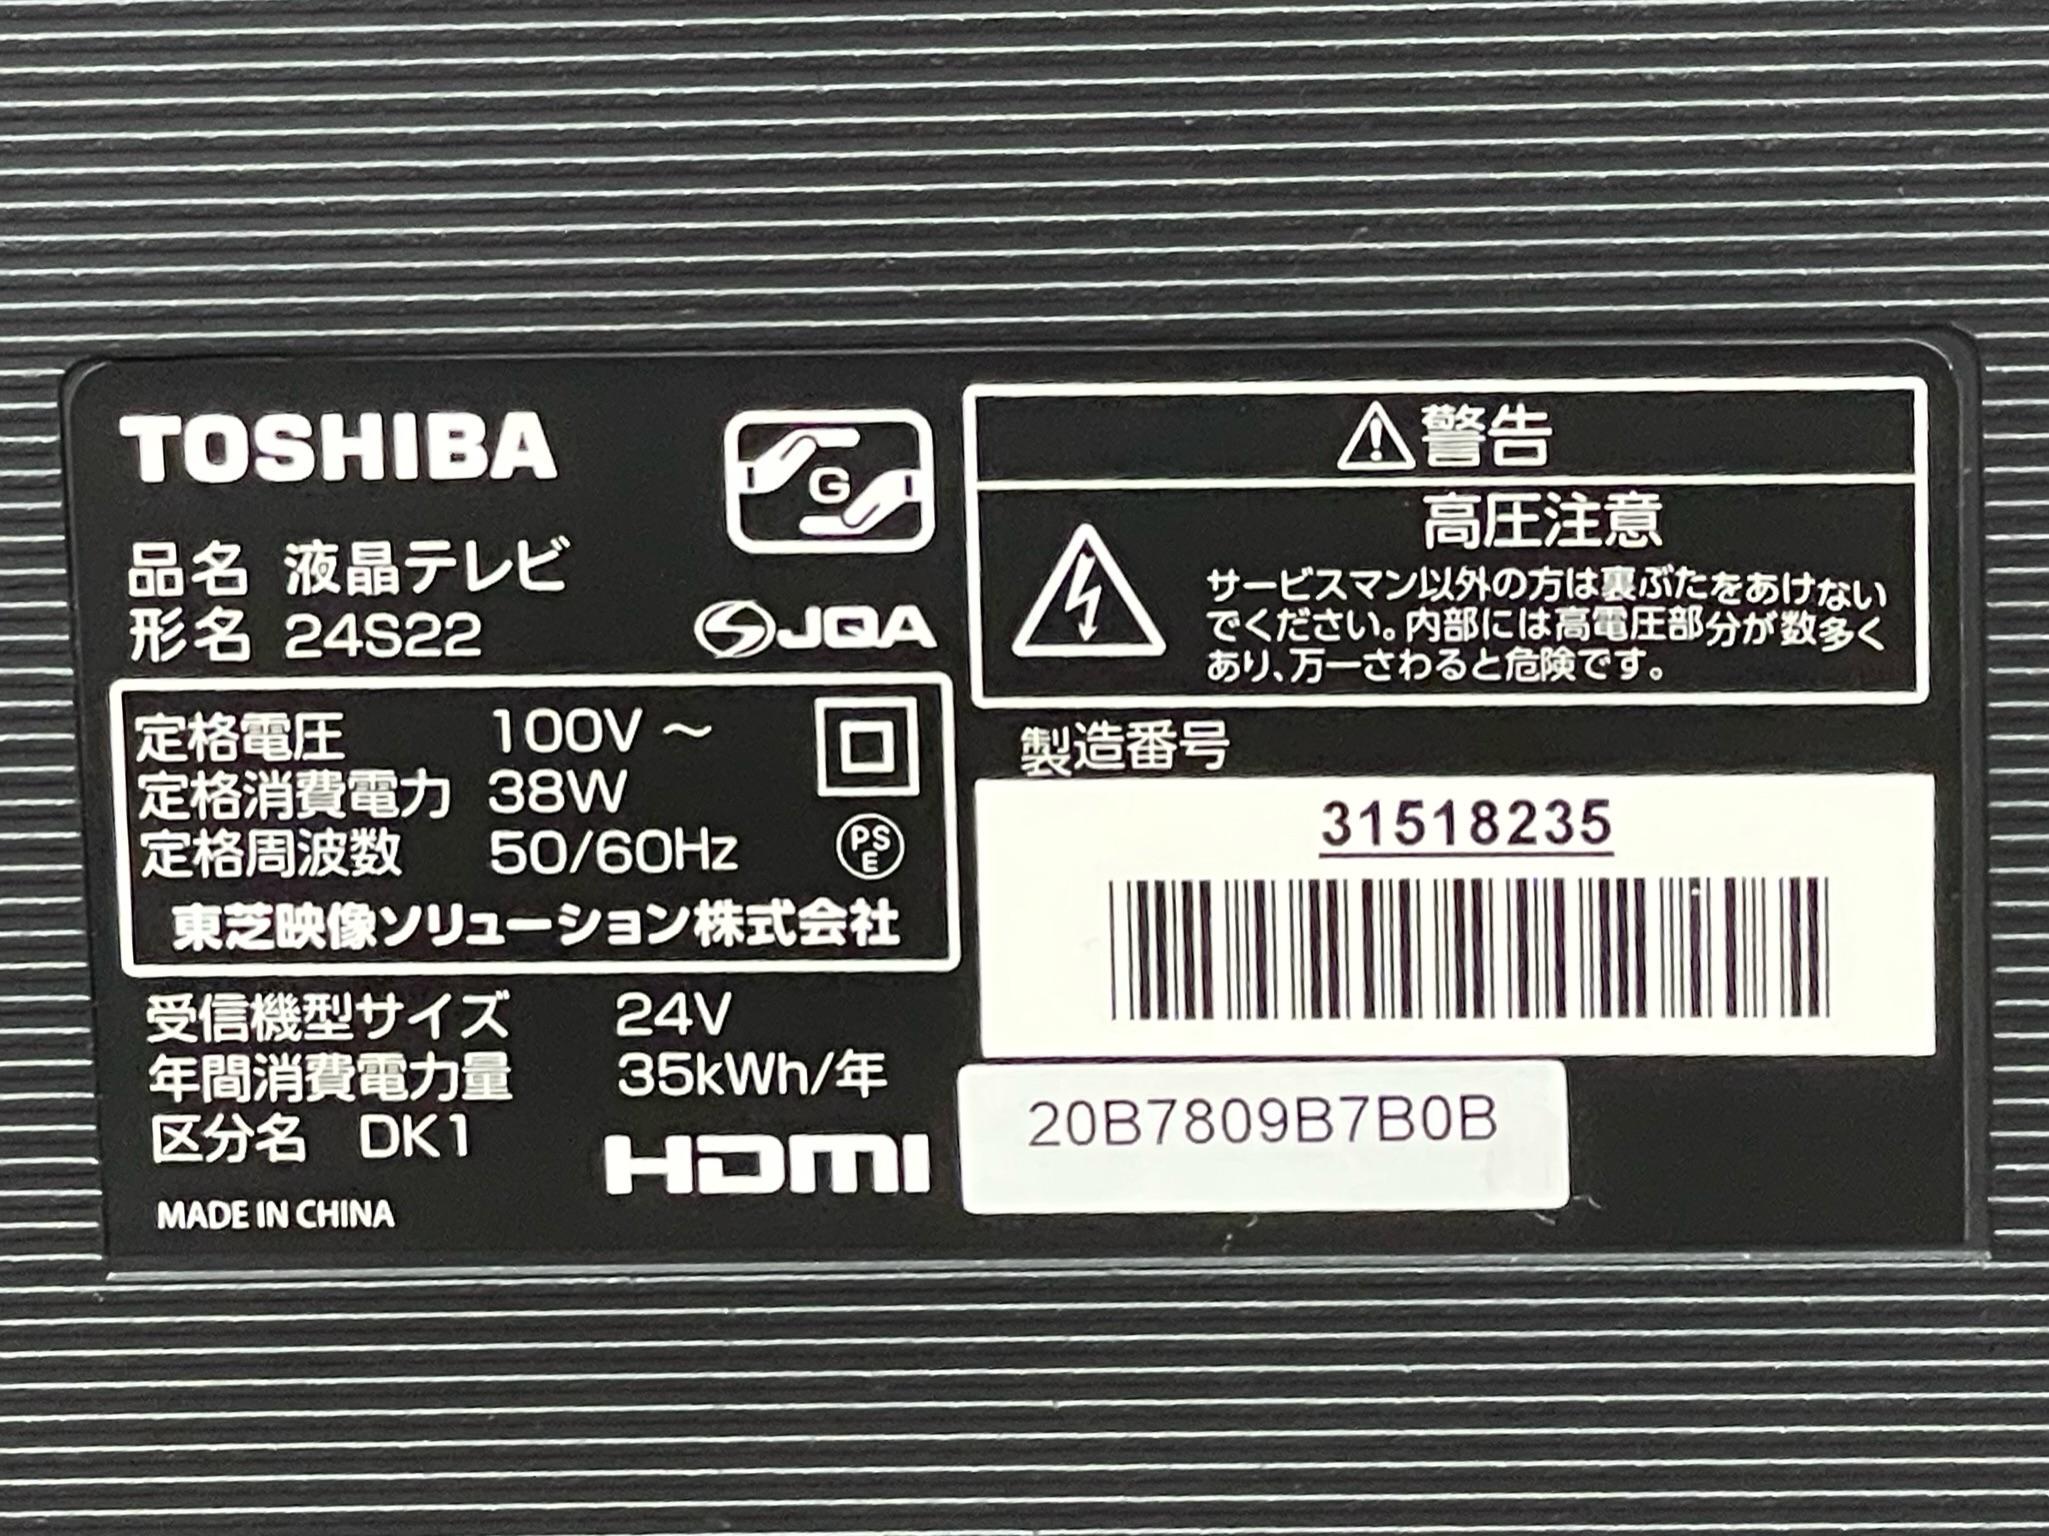 TOSHIBA
品名 液晶テレビ
形名 24S22
G
JQA
定格電圧 100V ～
定格消費電力 38W
定格周波数 50/60Hz
PS
E
東芝映像ソリューション株式会社
受信機型サイズ 24V
年間消費電力量 35kWh/年
区分名 DK1
HDMI
MADE IN CHINA
警告
高圧注意
サービスマン以外の方は裏ぶたをあけない
でください。内部には高電圧部分が数多く
あり、万一さわると危険です。
製造番号
31518235
20B7809B7B0B